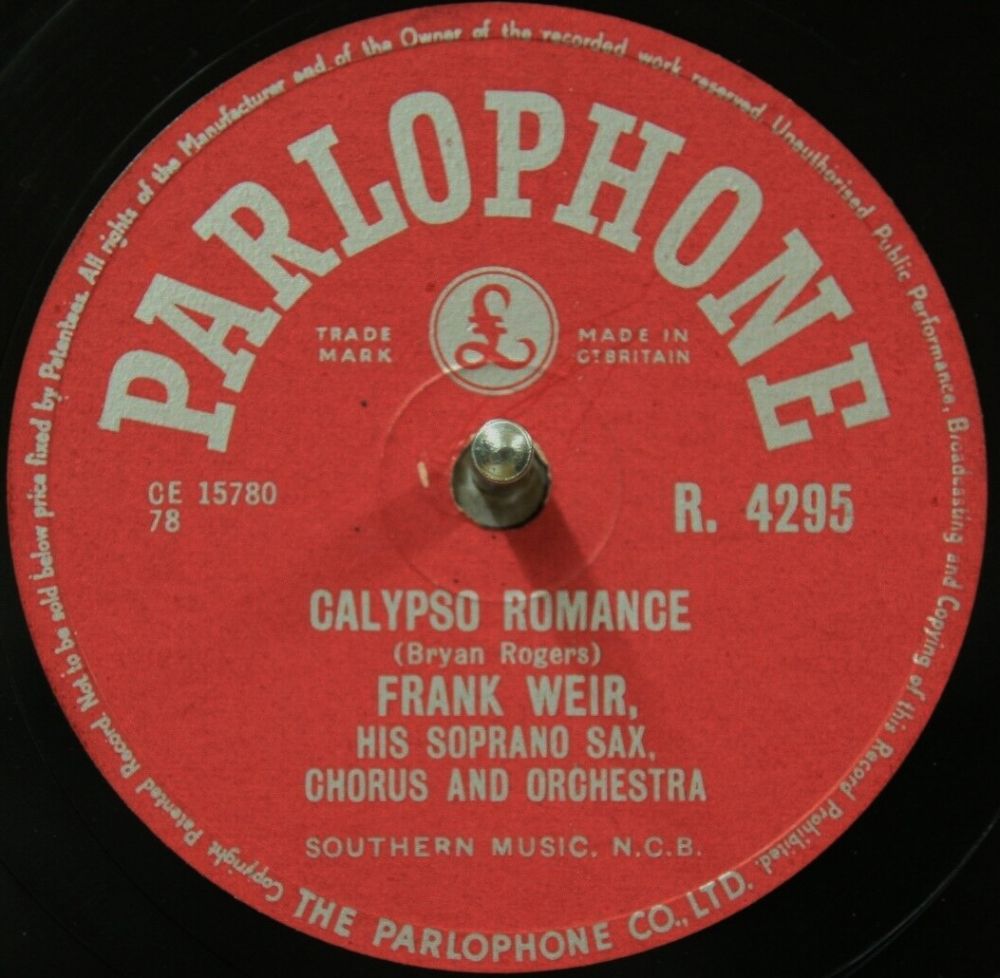 All rights of the Manufacturer and of the Owner of the recorded work reserved. Unauthorised Public Performance, Broadcasting and Copying of this Record Prohibited.
PARLOPHONE
£
TRADE MARK
MADE IN GT BRITAIN
CE 15780
78
R. 4295
CALYPSO ROMANCE
(Bryan Rogers)
FRANK WEIR,
HIS SOPRANO SAX,
CHORUS AND ORCHESTRA
SOUTHERN MUSIC. N.C.B.
THE PARLOPHONE CO., LTD.
Copyright Patented Record. Not to be sold below price fixed by Patentees.